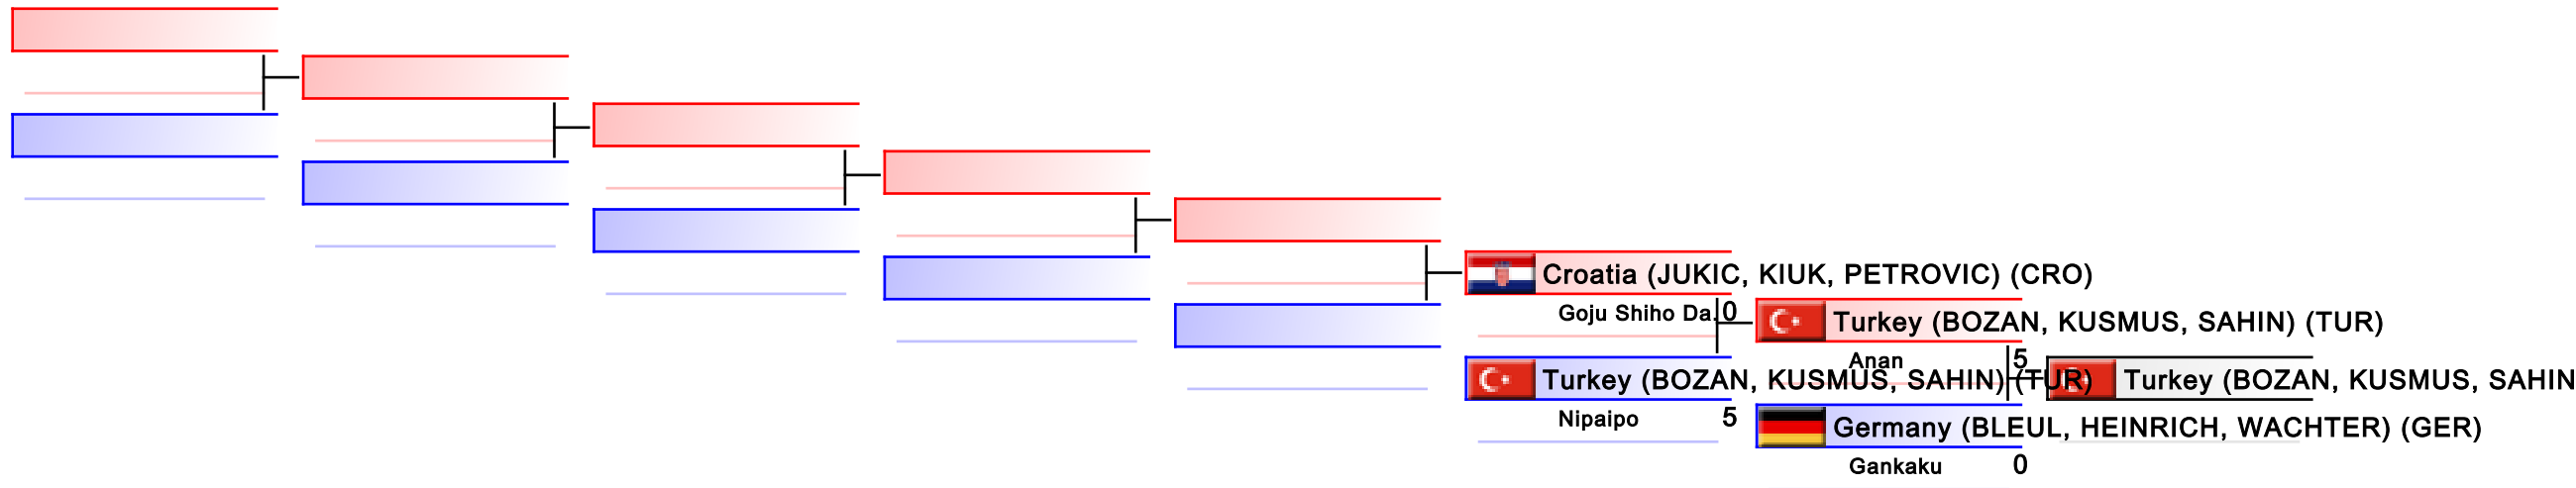 Croatia (JUKIC, KIUK, PETROVIC) (CRO)
Goju Shiho Da. 0
Turkey (BOZAN, KUSMUS, SAHIN) (TUR)
Anan 5
Turkey (BOZAN, KUSMUS, SAHIN) (TUR)
Turkey (BOZAN, KUSMUS, SAHIN
Nipaipo 5
Germany (BLEUL, HEINRICH, WACHTER) (GER)
Gankaku 0